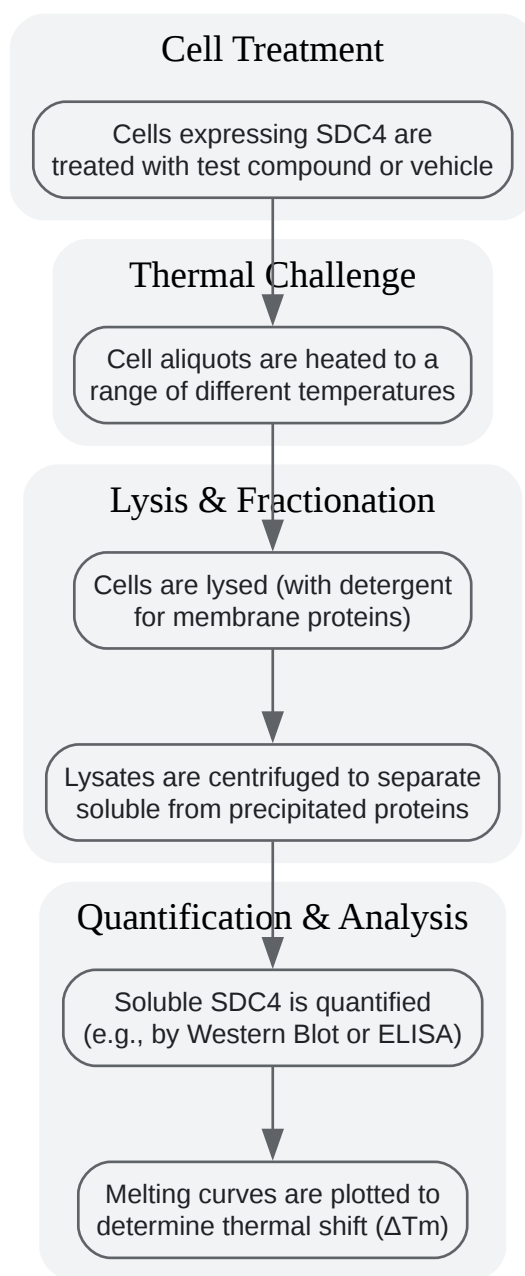 Cell Treatment
Cells expressing SDC4 are
treated with test compound or vehicle
Thermal Challenge
Cell aliquots are heated to a
range of different temperatures
Lysis & Fractionation
Cells are lysed (with detergent
for membrane proteins)
Lysates are centrifuged to separate
soluble from precipitated proteins
Quantification & Analysis
Soluble SDC4 is quantified
(e.g., by Western Blot or ELISA)
Melting curves are plotted to
determine thermal shift (ΔTm)